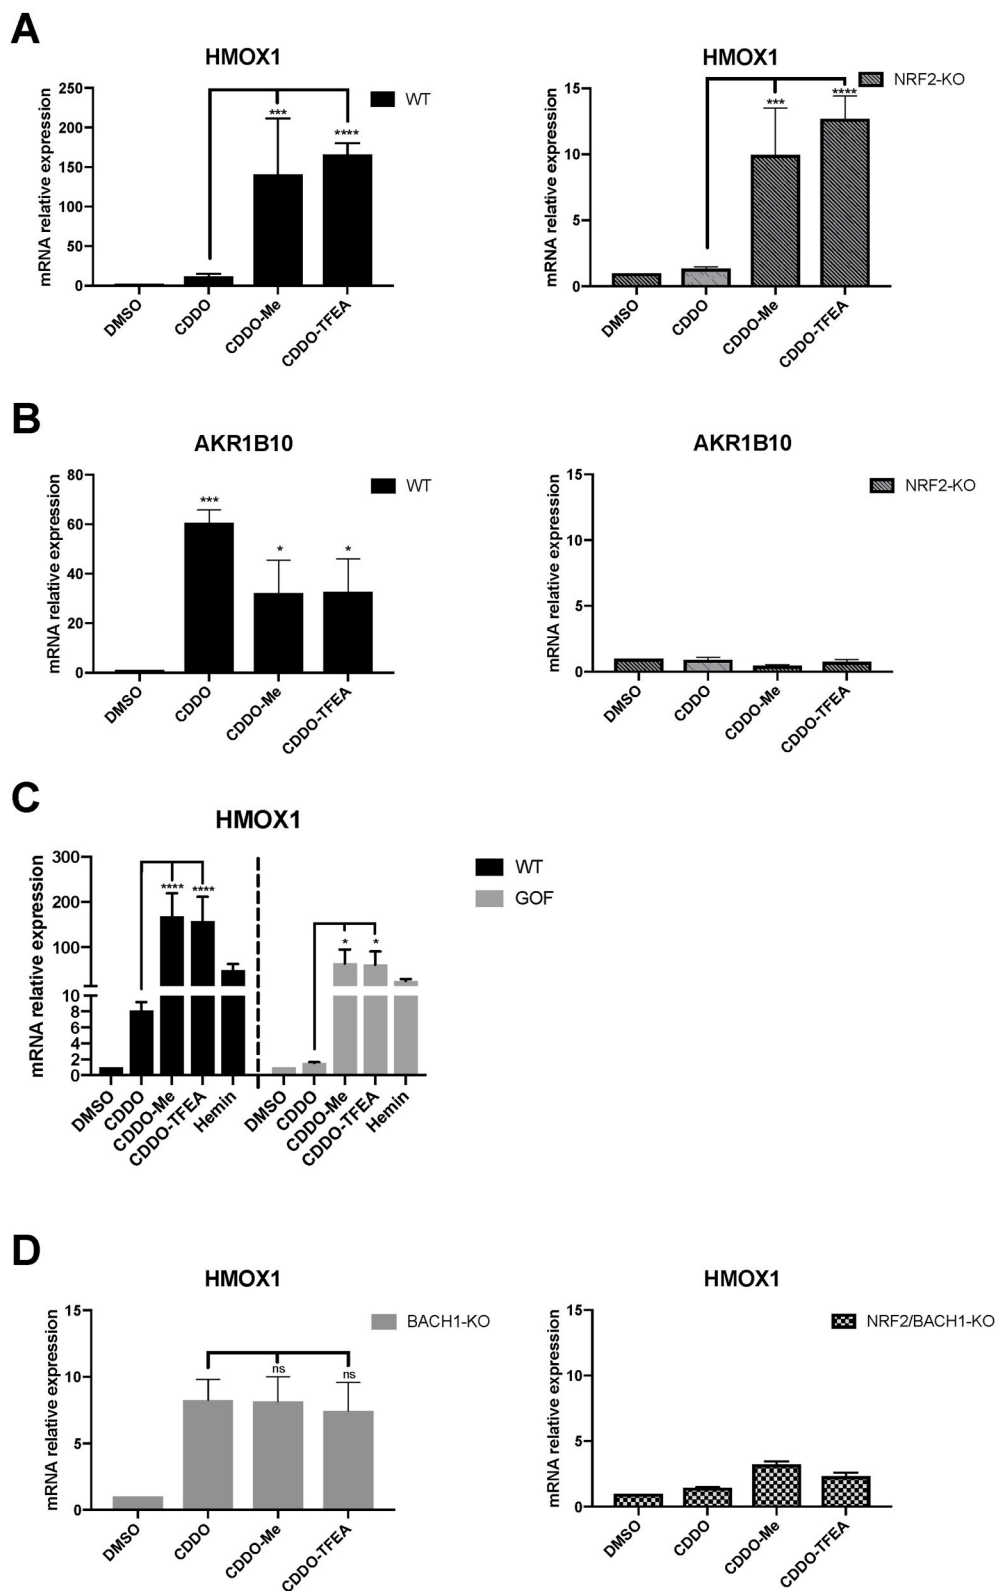 A
HMOX1
WT
mRNA relative expression
250
200
150
100
50
0
***
****
DMSO
CDDO
CDDO-Me
CDDO-TFEA
HMOX1
NRF2-KO
mRNA relative expression
15
10
5
0
***
****
DMSO
CDDO
CDDO-Me
CDDO-TFEA
B
AKR1B10
WT
mRNA relative expression
80
60
40
20
0
***
*
*
DMSO
CDDO
CDDO-Me
CDDO-TFEA
AKR1B10
NRF2-KO
mRNA relative expression
15
10
5
0
DMSO
CDDO
CDDO-Me
CDDO-TFEA
C
HMOX1
WT
GOF
mRNA relative expression
300
200
100
10
8
6
4
2
0
****
****
*
*
DMSO
CDDO
CDDO-Me
CDDO-TFEA
Hemin
DMSO
CDDO
CDDO-Me
CDDO-TFEA
Hemin
D
HMOX1
BACH1-KO
mRNA relative expression
15
10
5
0
ns
ns
DMSO
CDDO
CDDO-Me
CDDO-TFEA
HMOX1
NRF2/BACH1-KO
mRNA relative expression
15
10
5
0
DMSO
CDDO
CDDO-Me
CDDO-TFEA